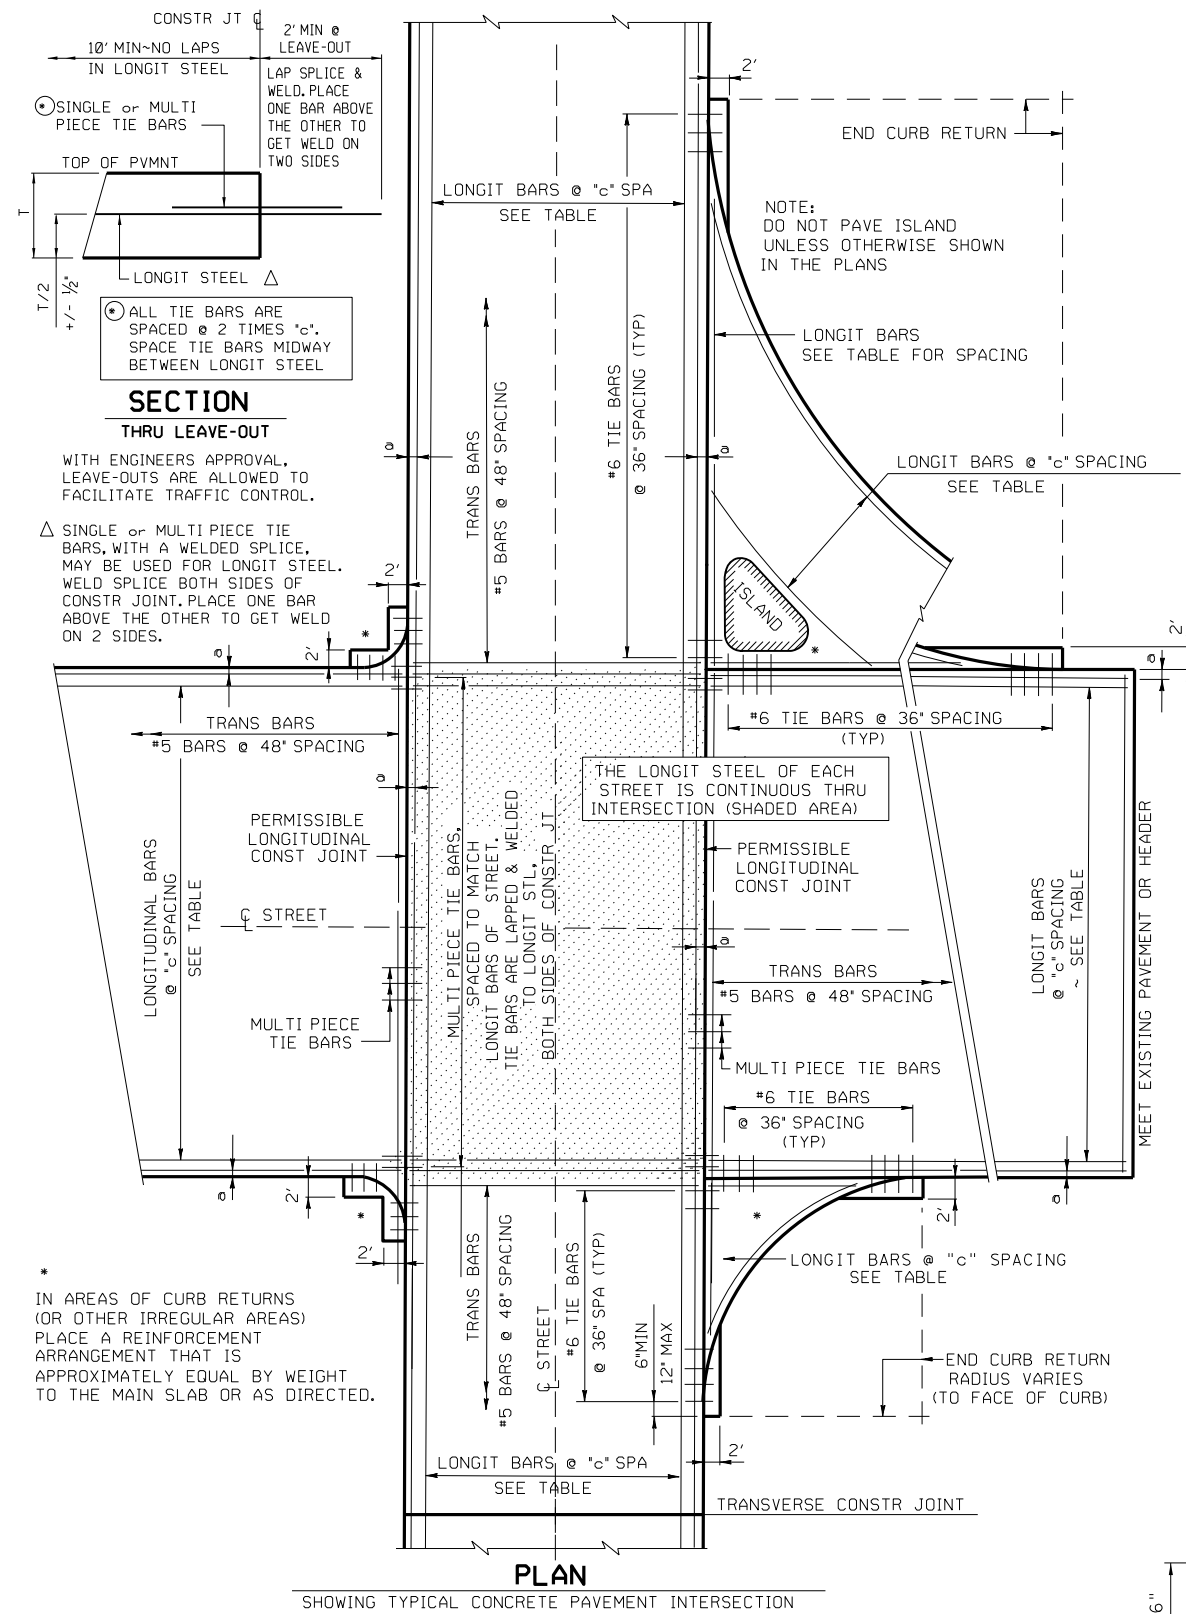 CONSTR JT ℄
10' MIN~NO LAPS
IN LONGIT STEEL
2' MIN @
LEAVE-OUT
LAP SPLICE &
WELD. PLACE
ONE BAR ABOVE
THE OTHER TO
GET WELD ON
TWO SIDES
* SINGLE or MULTI
PIECE TIE BARS
TOP OF PVMNT
T
T/2
+/- ½"
LONGIT STEEL △
* ALL TIE BARS ARE
SPACED @ 2 TIMES "c".
SPACE TIE BARS MIDWAY
BETWEEN LONGIT STEEL
SECTION
THRU LEAVE-OUT
WITH ENGINEERS APPROVAL,
LEAVE-OUTS ARE ALLOWED TO
FACILITATE TRAFFIC CONTROL.
△ SINGLE or MULTI PIECE TIE
BARS, WITH A WELDED SPLICE,
MAY BE USED FOR LONGIT STEEL.
WELD SPLICE BOTH SIDES OF
CONSTR JOINT. PLACE ONE BAR
ABOVE THE OTHER TO GET WELD
ON 2 SIDES.
2'
END CURB RETURN
LONGIT BARS @ "c" SPA
SEE TABLE
NOTE:
DO NOT PAVE ISLAND
UNLESS OTHERWISE SHOWN
IN THE PLANS
LONGIT BARS
SEE TABLE FOR SPACING
#6 TIE BARS
@ 36" SPACING (TYP)
TRANS BARS
#5 BARS @ 48" SPACING
a
a
LONGIT BARS @ "c" SPACING
SEE TABLE
2'
*
2'
a
ISLAND
*
2'
a
TRANS BARS
#5 BARS @ 48" SPACING
#6 TIE BARS @ 36" SPACING
(TYP)
a
THE LONGIT STEEL OF EACH
STREET IS CONTINUOUS THRU
INTERSECTION (SHADED AREA)
PERMISSIBLE
LONGITUDINAL
CONST JOINT
PERMISSIBLE
LONGITUDINAL
CONST JOINT
LONGITUDINAL BARS
@ "c" SPACING
SEE TABLE
℄ STREET
MULTI PIECE TIE BARS,
SPACED TO MATCH
LONGIT BARS OF STREET.
TIE BARS ARE LAPPED & WELDED
TO LONGIT STL,
BOTH SIDES OF CONSTR JT
LONGIT BARS
@ "c" SPACING
~ SEE TABLE
MEET EXISTING PAVEMENT OR HEADER
a
TRANS BARS
#5 BARS @ 48" SPACING
MULTI PIECE
TIE BARS
MULTI PIECE TIE BARS
#6 TIE BARS
@ 36" SPACING
(TYP)
a
2'
*
2'
*
2'
a
TRANS BARS
#5 BARS @ 48" SPACING
℄ STREET
#6 TIE BARS
@ 36" SPA (TYP)
6"MIN
12" MAX
LONGIT BARS @ "c" SPACING
SEE TABLE
*
IN AREAS OF CURB RETURNS
(OR OTHER IRREGULAR AREAS)
PLACE A REINFORCEMENT
ARRANGEMENT THAT IS
APPROXIMATELY EQUAL BY WEIGHT
TO THE MAIN SLAB OR AS DIRECTED.
END CURB RETURN
RADIUS VARIES
(TO FACE OF CURB)
2'
LONGIT BARS @ "c" SPA
SEE TABLE
TRANSVERSE CONSTR JOINT
PLAN
SHOWING TYPICAL CONCRETE PAVEMENT INTERSECTION
6"